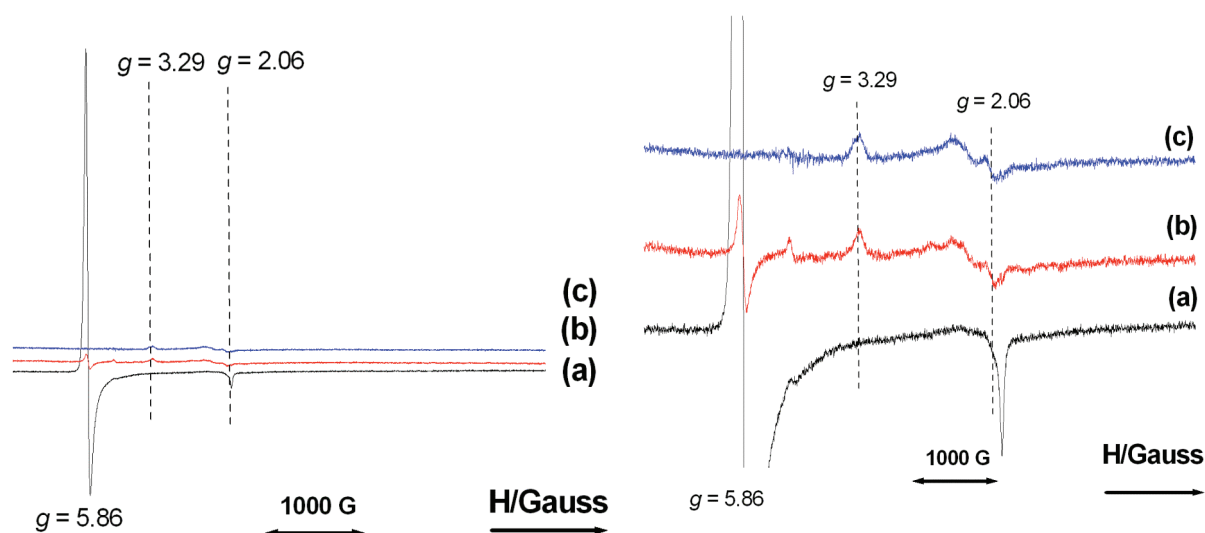 g = 3.29 g = 2.06
(c)
(b)
(a)
g = 5.86
1000 G
H/Gauss
g = 3.29
g = 2.06
(c)
(b)
(a)
1000 G
H/Gauss
g = 5.86